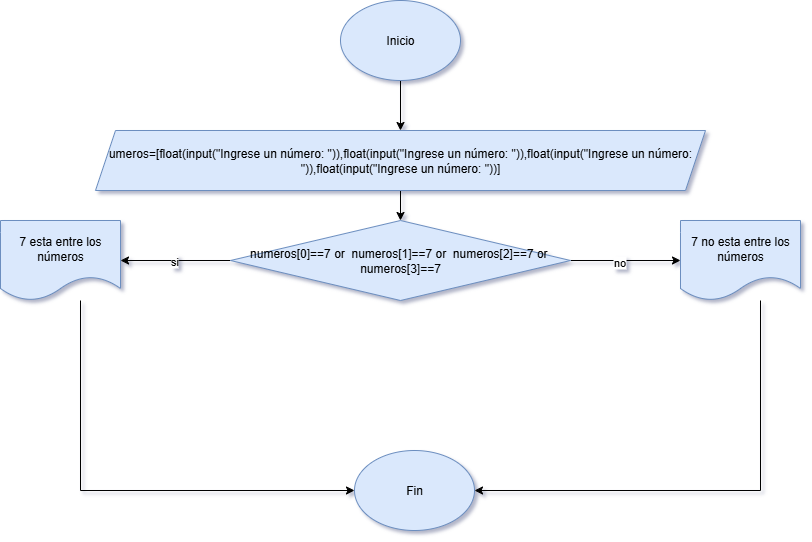 Inicio
umeros=[float(input("Ingrese un número: ")),float(input("Ingrese un número: ")),float(input("Ingrese un número:
")),float(input("Ingrese un número: "))]
7 esta entre los
números
si
numeros[0]==7 or  numeros[1]==7 or  numeros[2]==7 or
numeros[3]==7
no
7 no esta entre los
números
Fin